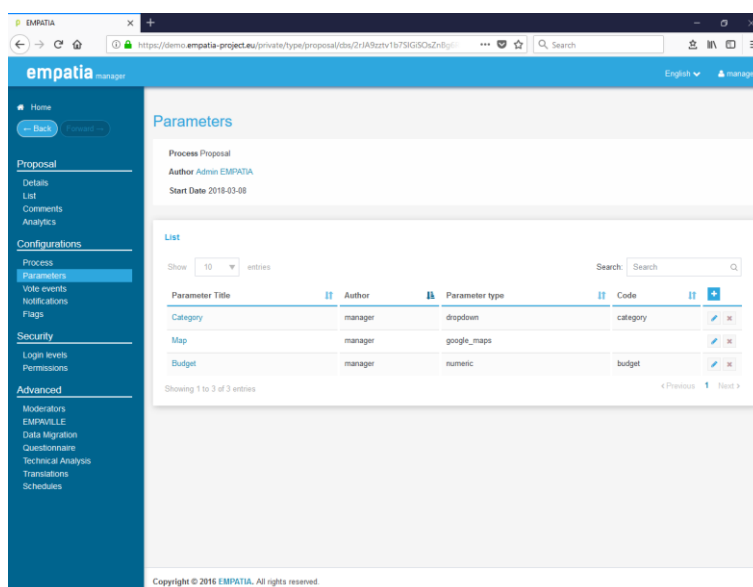 EMPATIA
https://demo.empatia-project.eu/private/type/proposal/cbs/2rJA9zztv1b7SIGiSOsZnBg
Search
empatia manager
English
manage
Home
← Back
Forward →
Proposal
Details
List
Comments
Analytics
Configurations
Process
Parameters
Vote events
Notifications
Flags
Security
Login levels
Permissions
Advanced
Moderators
EMPAVILLE
Data Migration
Questionnaire
Technical Analysis
Translations
Schedules
Parameters
Process Proposal
Author Admin EMPATIA
Start Date 2018-03-08
List
Show 10 entries
Search: Search
Parameter Title Author Parameter type Code
Category manager dropdown category
Map manager google_maps
Budget manager numeric budget
Showing 1 to 3 of 3 entries
‹ Previous 1 Next ›
Copyright © 2016 EMPATIA. All rights reserved.